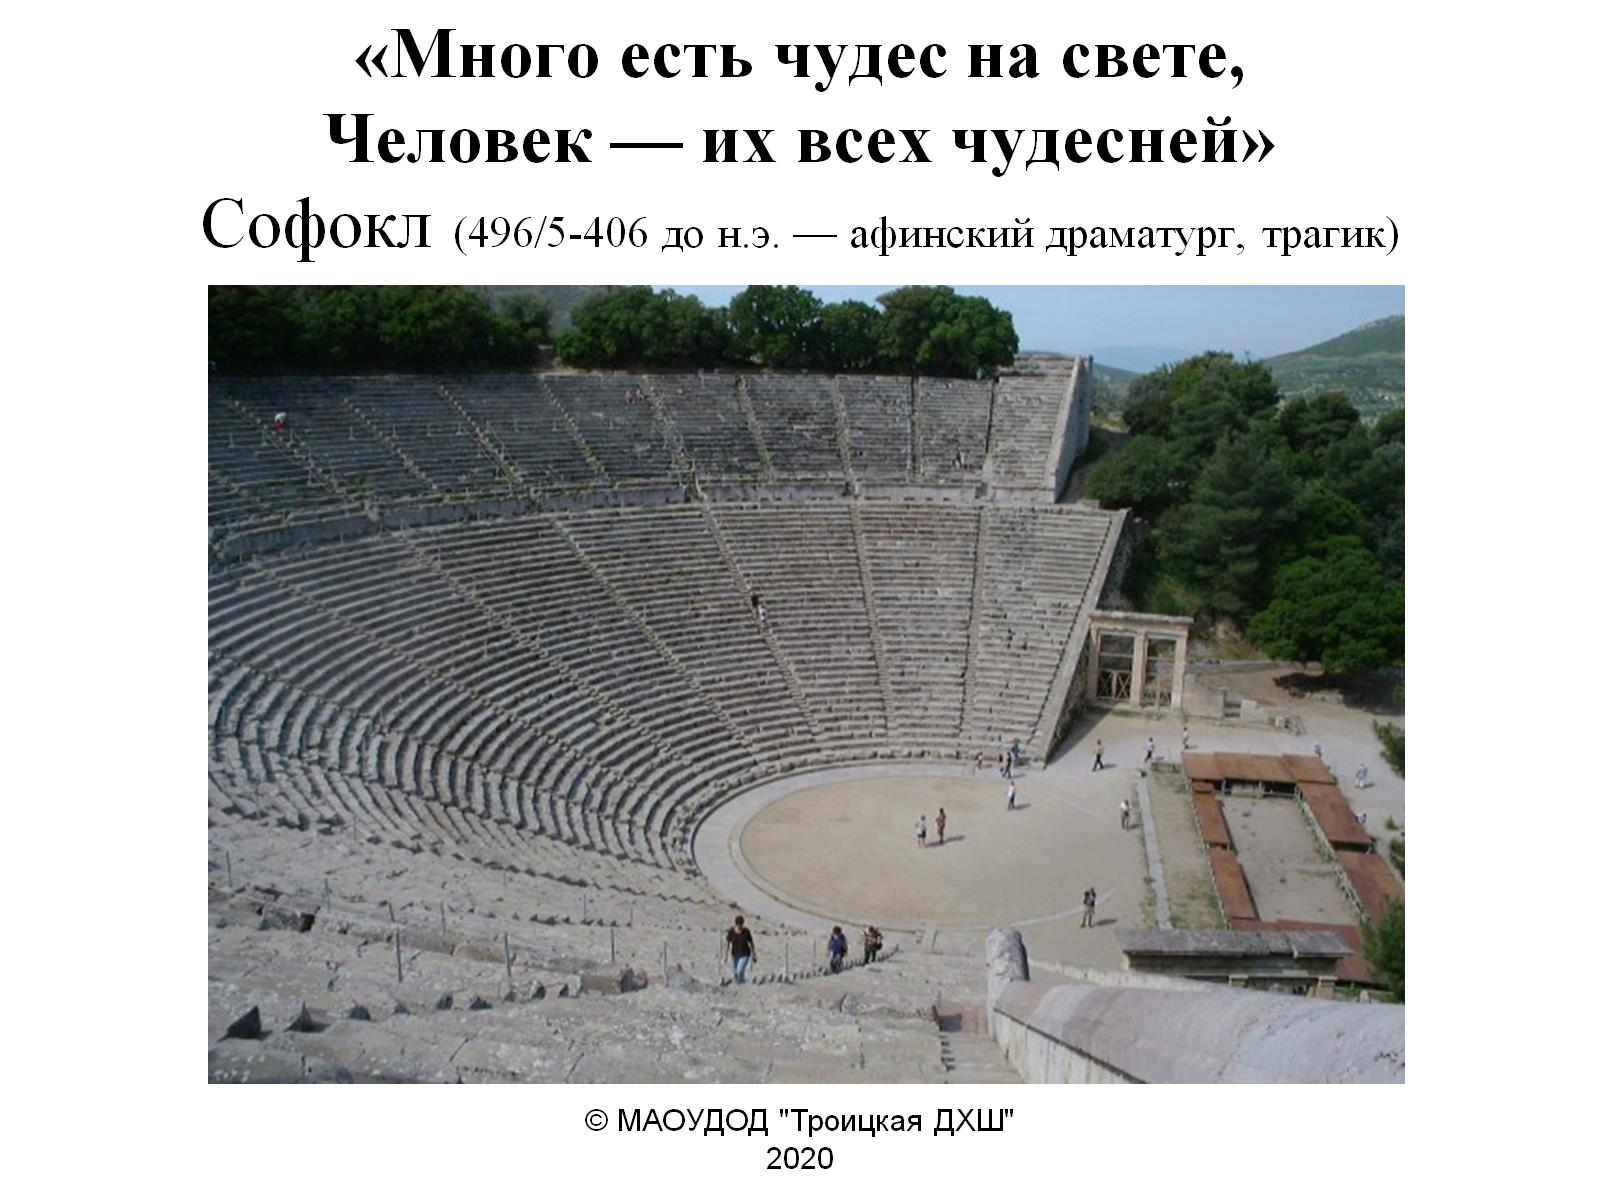 «Много есть чудес на свете,
Человек — их всех чудесней»
Софокл (496/5-406 до н.э. — афинский драматург, трагик)
© МАОУДОД "Троицкая ДХШ"
2020